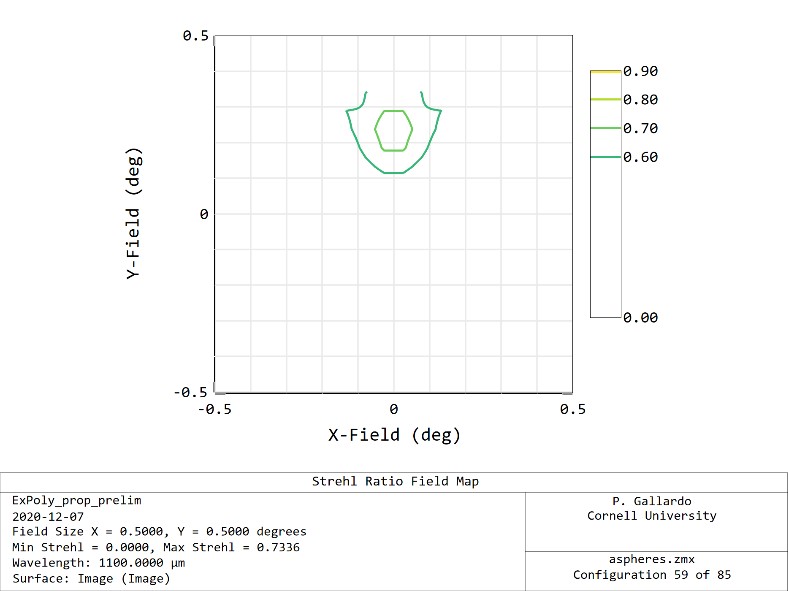 0.5
0
-0.5
Y-Field (deg)
-0.5 0 0.5
X-Field (deg)
0.90
0.80
0.70
0.60
0.00
Strehl Ratio Field Map
ExPoly_prop_prelim
2020-12-07
Field Size X = 0.5000, Y = 0.5000 degrees
Min Strehl = 0.0000, Max Strehl = 0.7336
Wavelength: 1100.0000 µm
Surface: Image (Image)
P. Gallardo
Cornell University
aspheres.zmx
Configuration 59 of 85